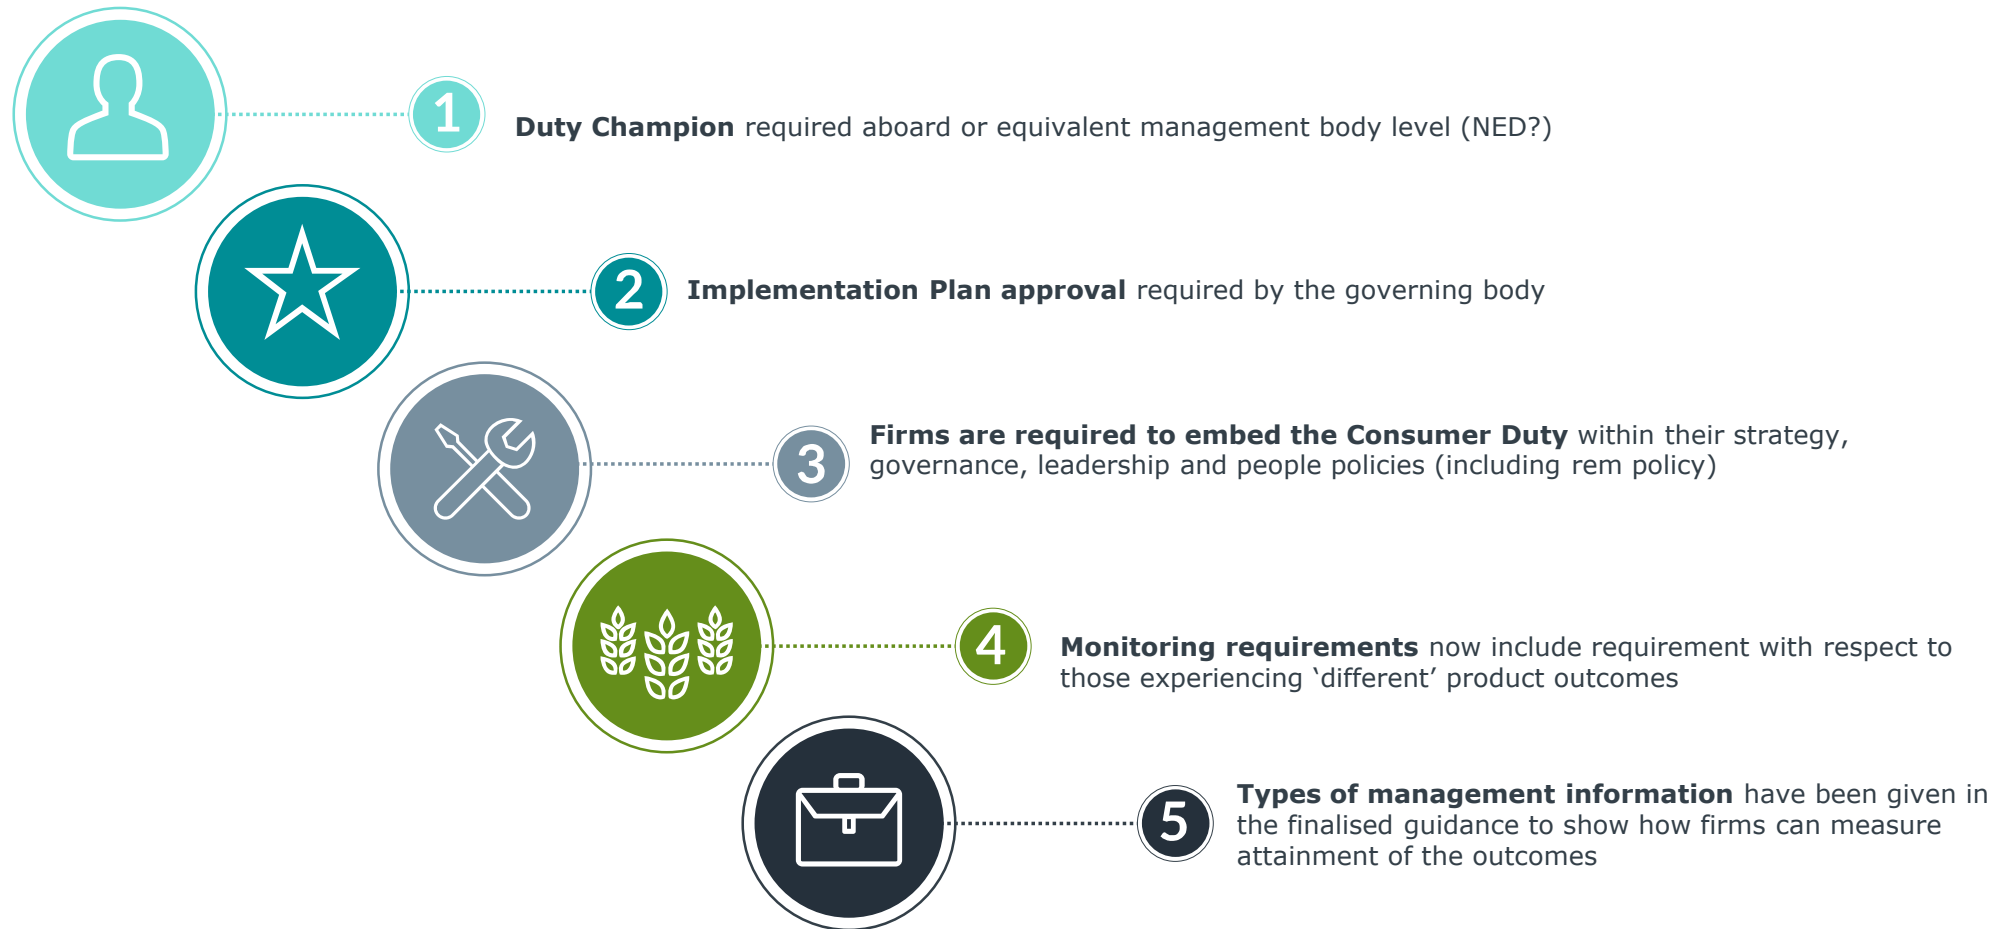 1
Duty Champion required aboard or equivalent management body level (NED?)
2
Implementation Plan approval required by the governing body
3
Firms are required to embed the Consumer Duty within their strategy,
governance, leadership and people policies (including rem policy)
4
Monitoring requirements now include requirement with respect to
those experiencing ‘different’ product outcomes
5
Types of management information have been given in
the finalised guidance to show how firms can measure
attainment of the outcomes